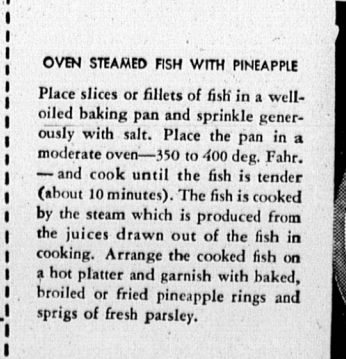 OVEN STEAMED FISH WITH PINEAPPLE
Place slices or fillets of fish in a well-
oiled baking pan and sprinkle gener-
ously with salt. Place the pan in a
moderate oven—350 to 400 deg. Fahr.
—and cook until the fish is tender
(about 10 minutes). The fish is cooked
by the steam which is produced from
the juices drawn out of the fish in
cooking. Arrange the cooked fish on
a hot platter and garnish with baked,
broiled or fried pineapple rings and
sprigs of fresh parsley.